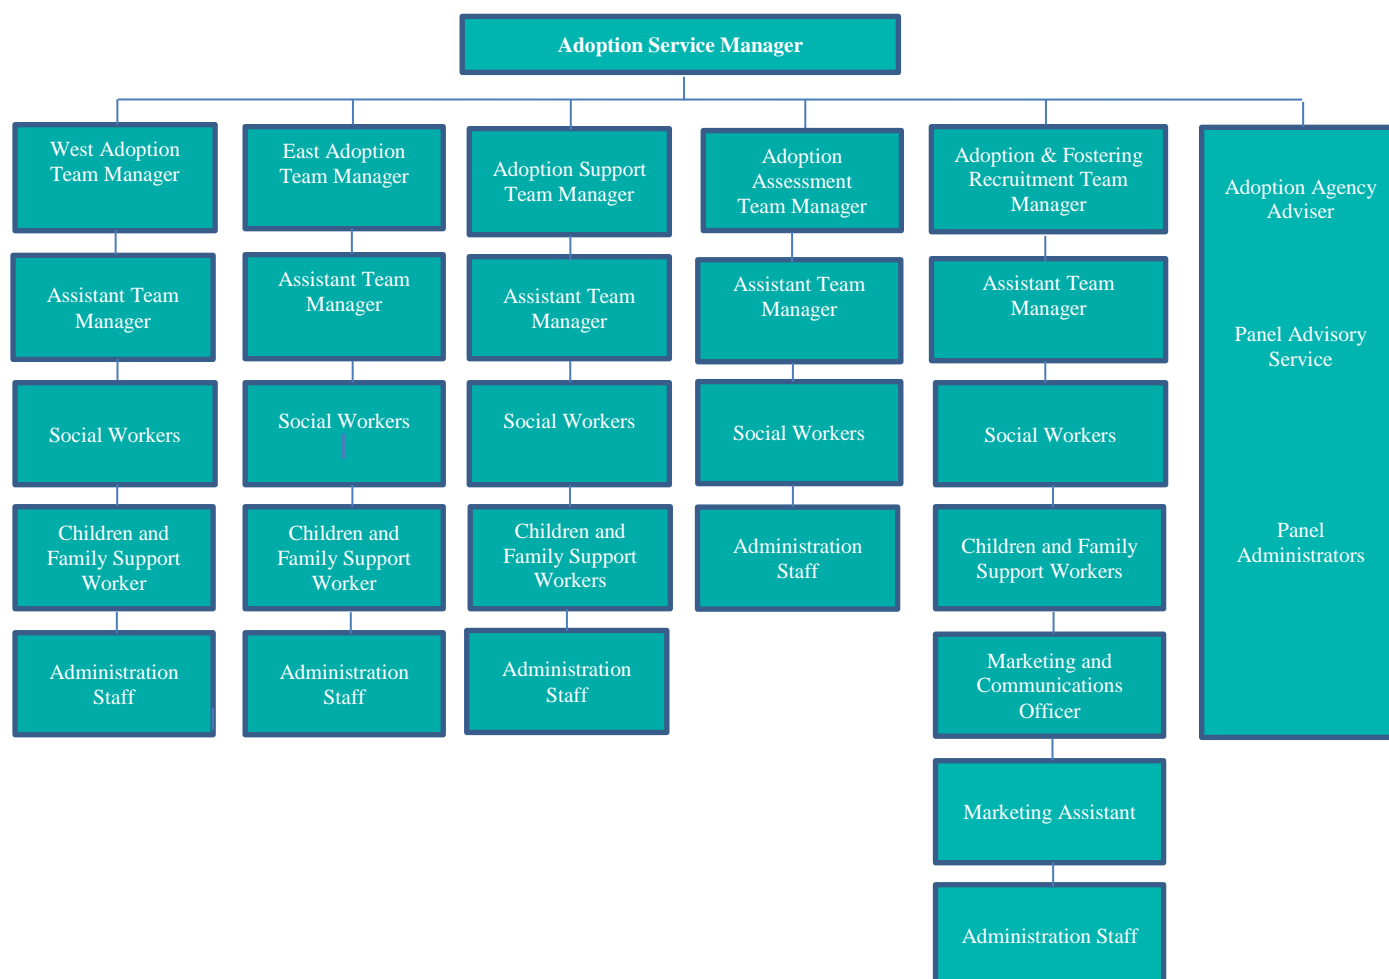 Adoption Service Manager
West Adoption
Team Manager
East Adoption
Team Manager
Adoption Support
Team Manager
Adoption
Assessment
Team Manager
Adoption & Fostering
Recruitment Team
Manager
Adoption Agency
Adviser
Panel Advisory
Service
Panel
Administrators
Assistant Team
Manager
Assistant Team
Manager
Assistant Team
Manager
Assistant Team
Manager
Assistant Team
Manager
Social Workers
Social Workers
Social Workers
Social Workers
Social Workers
Children and
Family Support
Worker
Children and
Family Support
Worker
Children and
Family Support
Workers
Administration
Staff
Children and Family
Support Workers
Administration
Staff
Administration
Staff
Administration
Staff
Marketing and
Communications
Officer
Marketing Assistant
Administration Staff